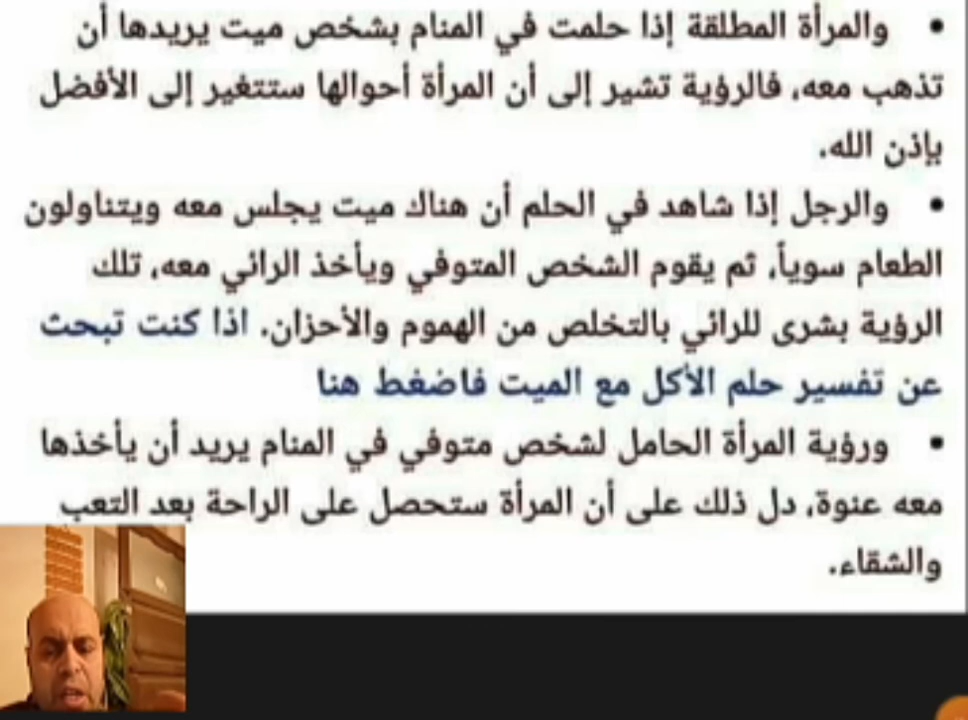 • والمرأة المطلقة إذا حلمت في المنام بشخص ميت يريدها أن
تذهب معه، فالرؤية تشير إلى أن المرأة أحوالها ستتغير إلى الأفضل
بإذن الله.
• والرجل إذا شاهد في الحلم أن هناك ميت يجلس معه ويتناولون
الطعام سوياً، ثم يقوم الشخص المتوفي ويأخذ الرائي معه، تلك
الرؤية بشرى للرائي بالتخلص من الهموم والأحزان. اذا كنت تبحث
عن تفسير حلم الأكل مع الميت فاضغط هنا
• ورؤية المرأة الحامل لشخص متوفي في المنام يريد أن يأخذها
معه عنوة، دل ذلك على أن المرأة ستحصل على الراحة بعد التعب
والشقاء.